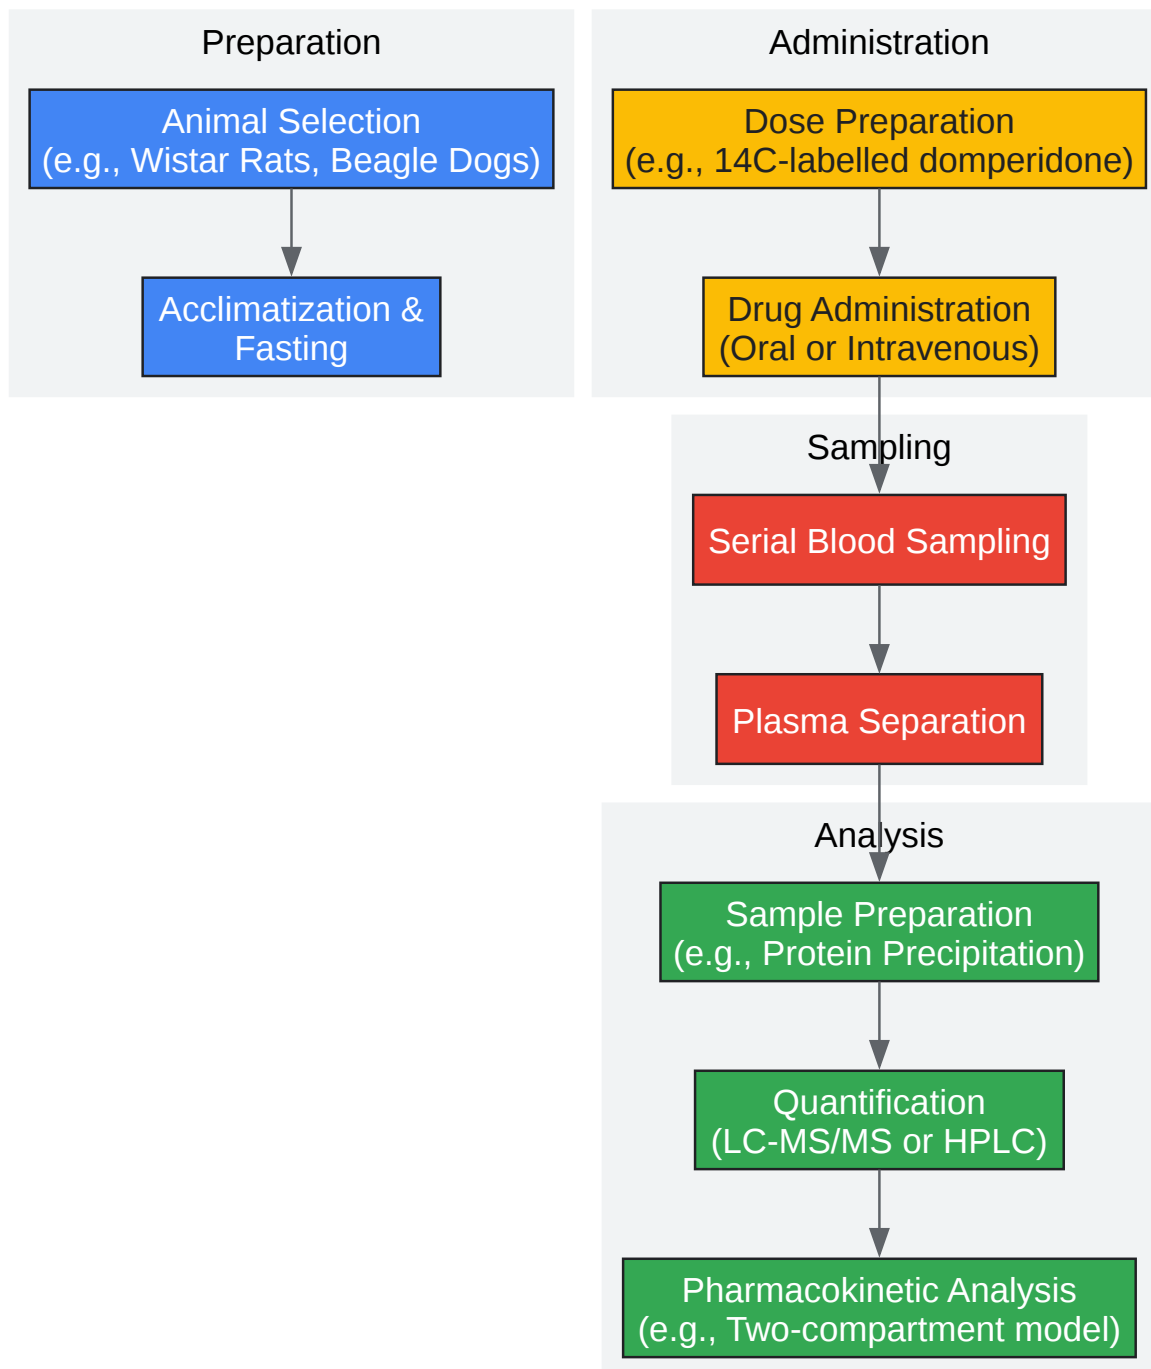 Preparation
Animal Selection
(e.g., Wistar Rats, Beagle Dogs)
Acclimatization &
Fasting
Administration
Dose Preparation
(e.g., 14C-labelled domperidone)
Drug Administration
(Oral or Intravenous)
Sampling
Serial Blood Sampling
Plasma Separation
Analysis
Sample Preparation
(e.g., Protein Precipitation)
Quantification
(LC-MS/MS or HPLC)
Pharmacokinetic Analysis
(e.g., Two-compartment model)